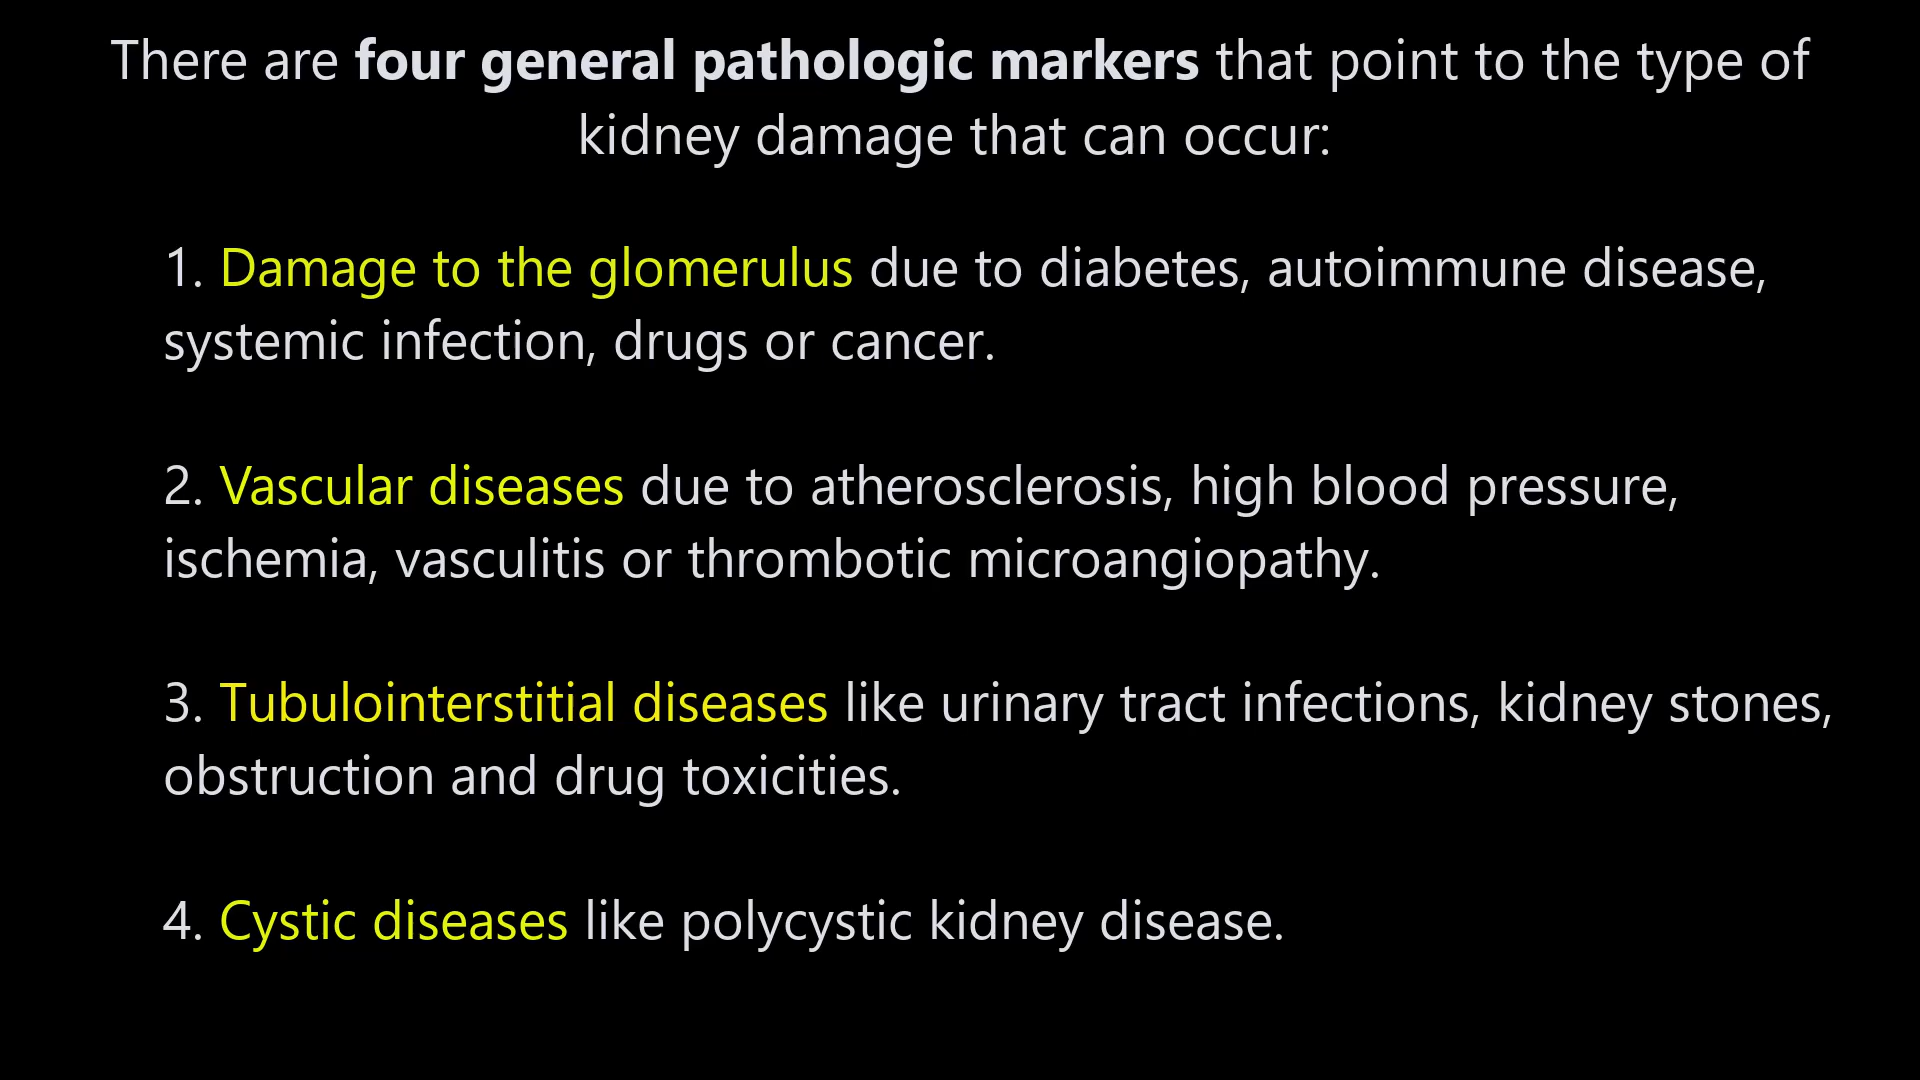 There are four general pathologic markers that point to the type of
kidney damage that can occur:
1. Damage to the glomerulus due to diabetes, autoimmune disease,
systemic infection, drugs or cancer.
2. Vascular diseases due to atherosclerosis, high blood pressure,
ischemia, vasculitis or thrombotic microangiopathy.
3. Tubulointerstitial diseases like urinary tract infections, kidney stones,
obstruction and drug toxicities.
4. Cystic diseases like polycystic kidney disease.